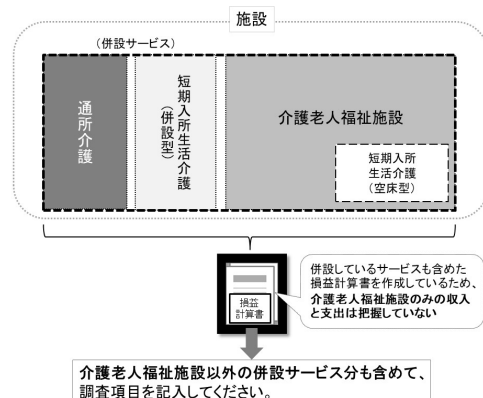 施設
（併設サービス）
通所介護
短期入所生活介護
（併設型）
介護老人福祉施設
短期入所
生活介護
（空床型）
損益
計算書
併設しているサービスも含めた
損益計算書を作成しているため、
介護老人福祉施設のみの収入
と支出は把握していない
介護老人福祉施設以外の併設サービス分も含めて、
調査項目を記入してください。